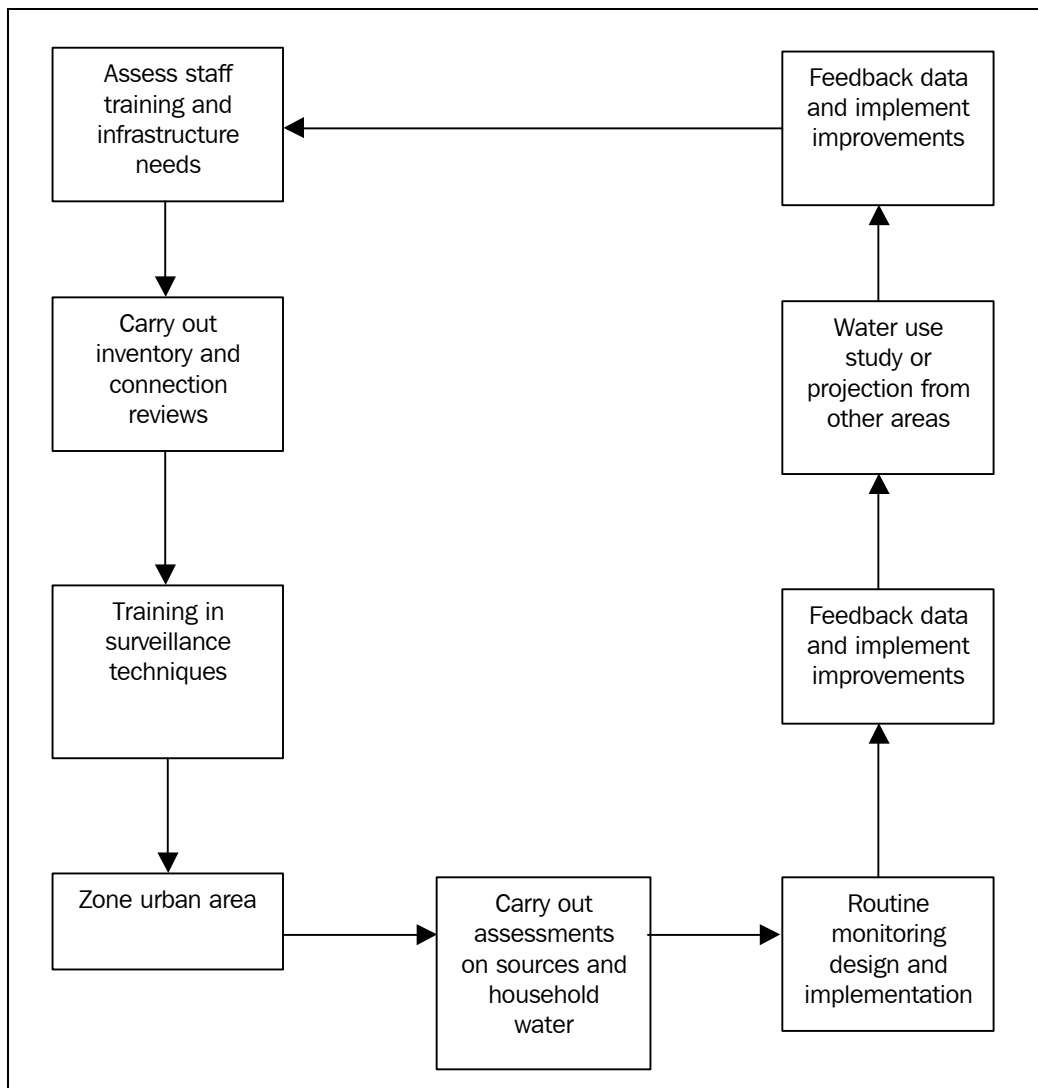 Assess staff
training and
infrastructure
needs
Carry out
inventory and
connection
reviews
Training in
surveillance
techniques
Zone urban area
Carry out
assessments
on sources and
household
water
Routine
monitoring
design and
implementation
Feedback data
and implement
improvements
Water use
study or
projection from
other areas
Feedback data
and implement
improvements